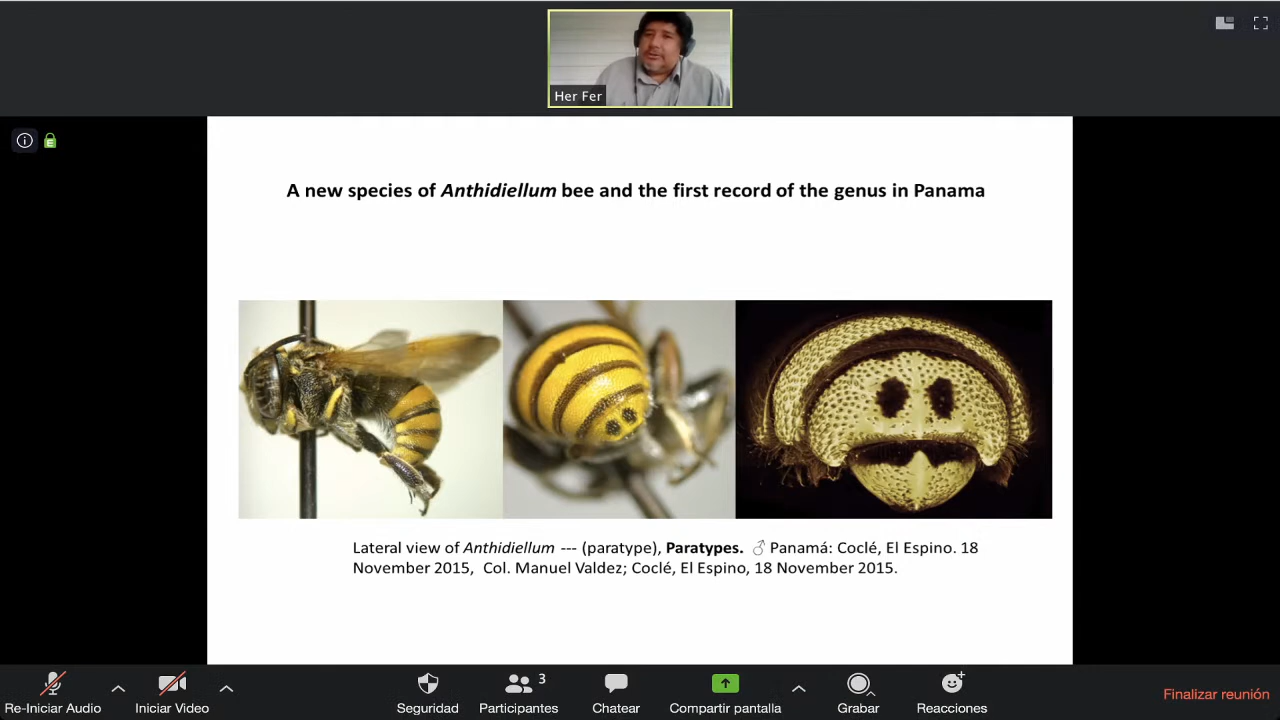 Her Fer
A new species of Anthidiellum bee and the first record of the genus in Panama
Lateral view of Anthidiellum --- (paratype), Paratypes. ♂ Panamá: Coclé, El Espino. 18
November 2015, Col. Manuel Valdez; Coclé, El Espino, 18 November 2015.
3
Re-Iniciar Audio
Iniciar Video
Seguridad
Participantes
Chatear
Compartir pantalla
Grabar
Reacciones
Finalizar reunión